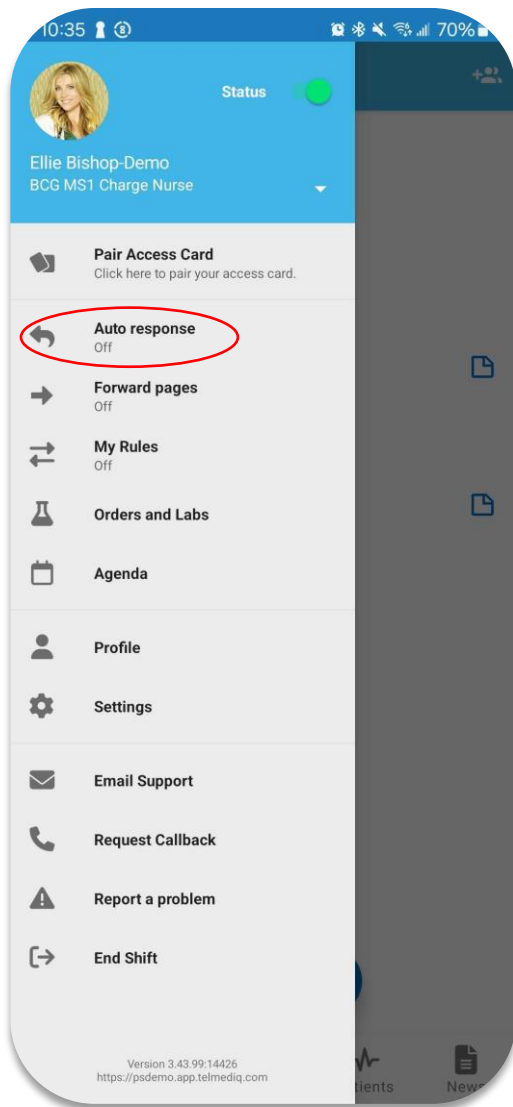 10:35
70%
Status
Ellie Bishop-Demo
BCG MS1 Charge Nurse
Pair Access Card
Click here to pair your access card.
Auto response
Off
Forward pages
Off
My Rules
Off
Orders and Labs
Agenda
Profile
Settings
Email Support
Request Callback
Report a problem
End Shift
Version 3.43.99:14426
https://psdemo.app.telmediq.com
tients
News